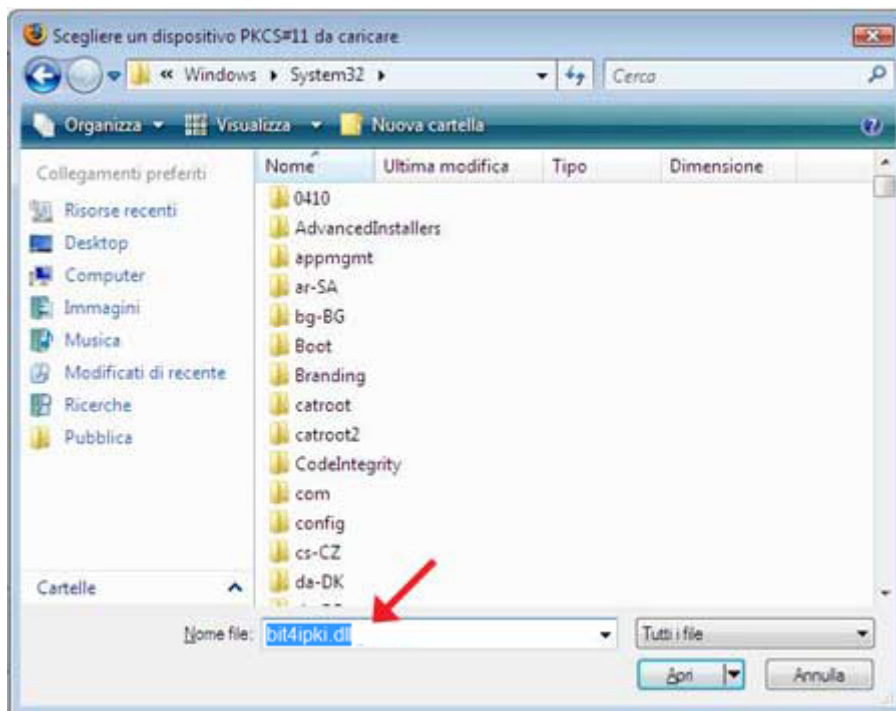 Scegliere un dispositivo PKCS#11 da caricare
« Windows System32 Cerca
Organizza Visualizza Nuova cartella
Collegamenti preferiti
Risorse recenti
Desktop
Computer
Immagini
Musica
Modificati di recente
Ricerche
Pubblica
Cartelle
Nome Ultima modifica Tipo Dimensione
0410
AdvancedInstallers
appmgmt
ar-SA
bg-BG
Boot
Branding
catroot
catroot2
CodeIntegrity
com
config
cs-CZ
da-DK
Nome file: bit4ipki.dll Tutti i file
Apri Annulla